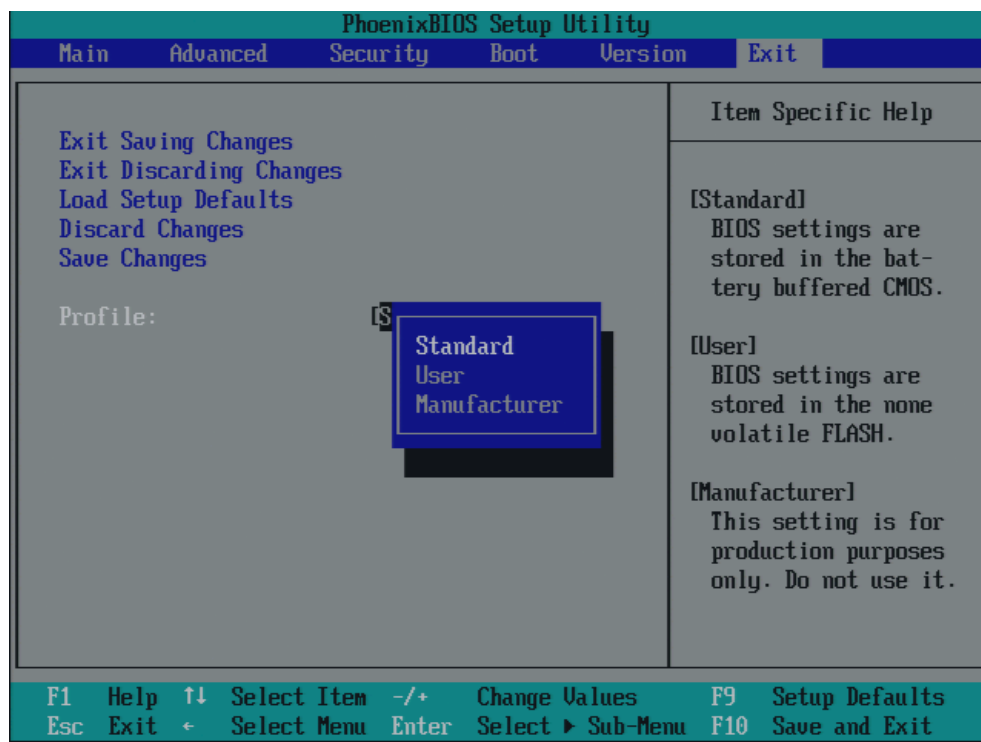 PhoenixBIOS Setup Utility
Main Advanced Security Boot Version Exit
Exit Saving Changes
Exit Discarding Changes
Load Setup Defaults
Discard Changes
Save Changes
Profile: [S
Standard
User
Manufacturer
Item Specific Help
[Standard]
BIOS settings are
stored in the bat-
tery buffered CMOS.
[User]
BIOS settings are
stored in the none
volatile FLASH.
[Manufacturer]
This setting is for
production purposes
only. Do not use it.
F1 Help ↑↓ Select Item -/+ Change Values F9 Setup Defaults
Esc Exit ← Select Menu Enter Select ▶ Sub-Menu F10 Save and Exit